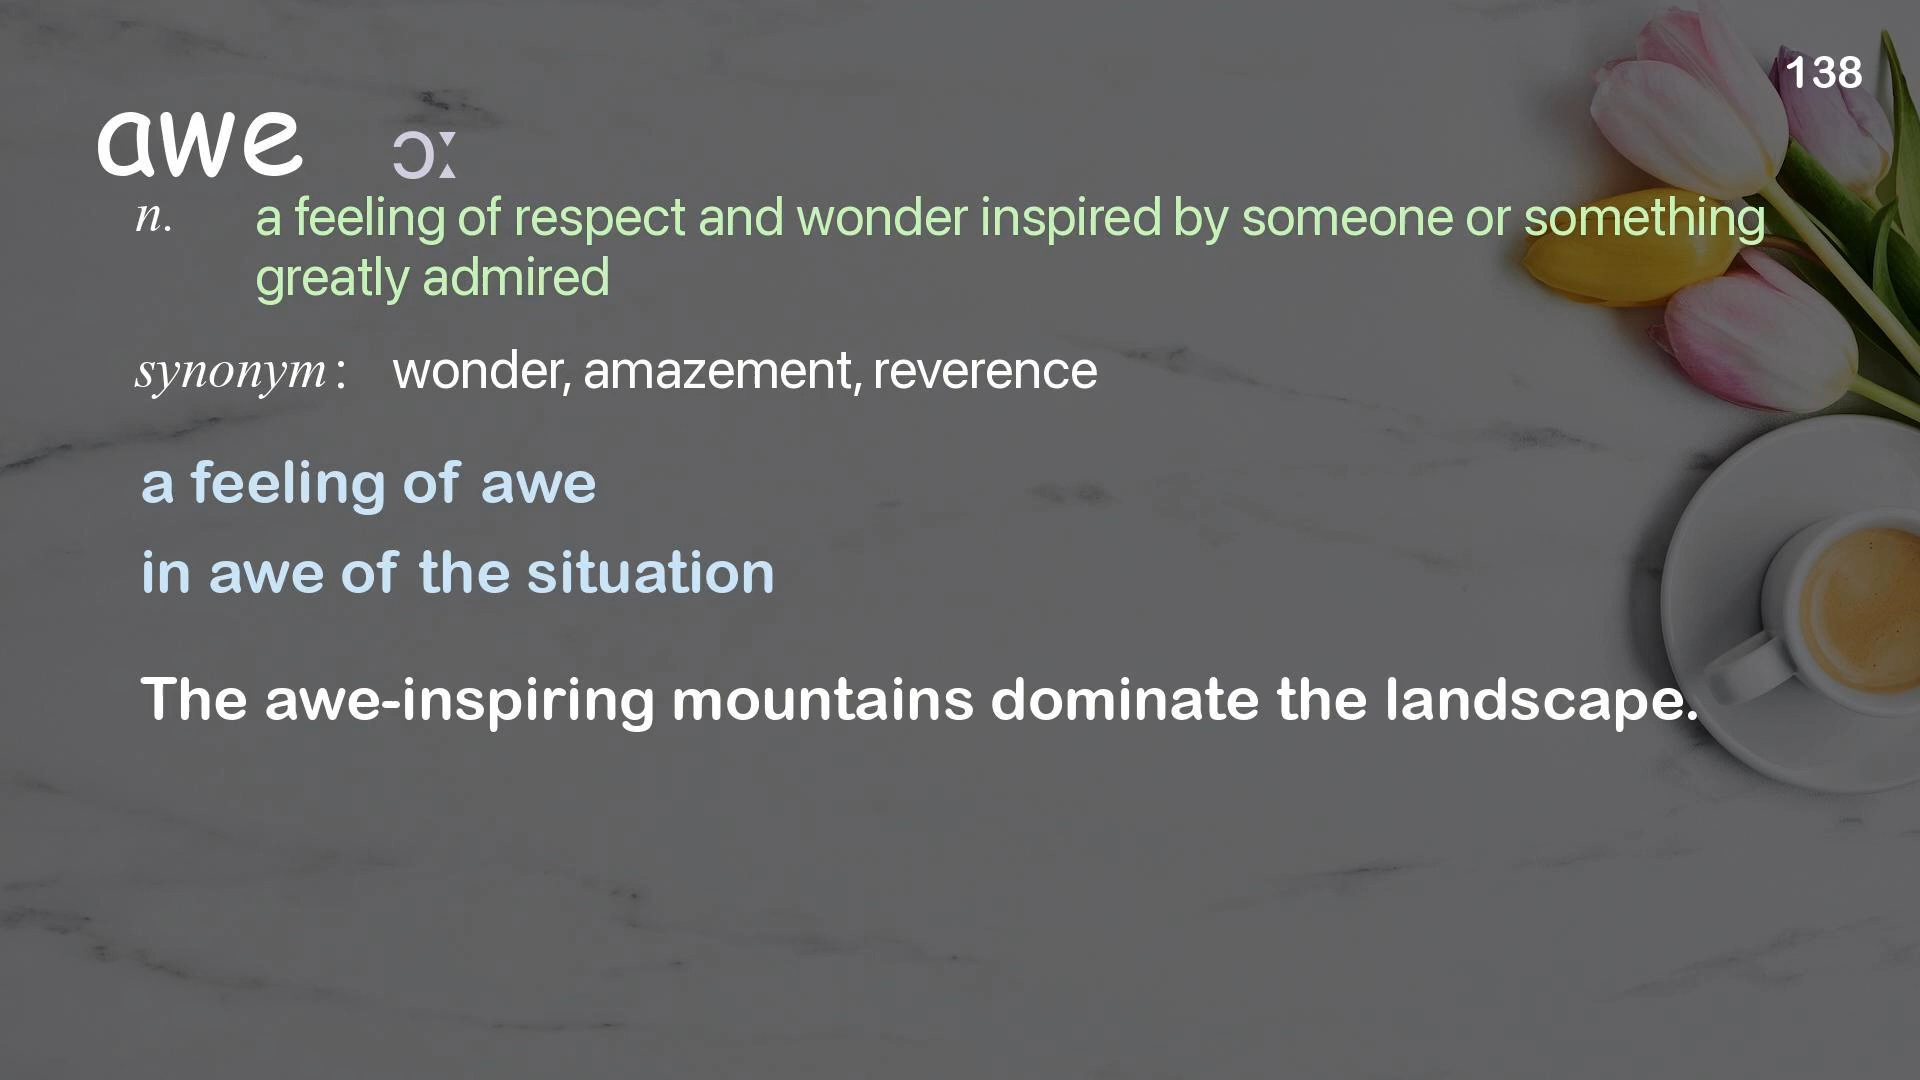 138
awe ɔː
n. a feeling of respect and wonder inspired by someone or something
greatly admired
synonym : wonder, amazement, reverence
a feeling of awe
in awe of the situation
The awe-inspiring mountains dominate the landscape.